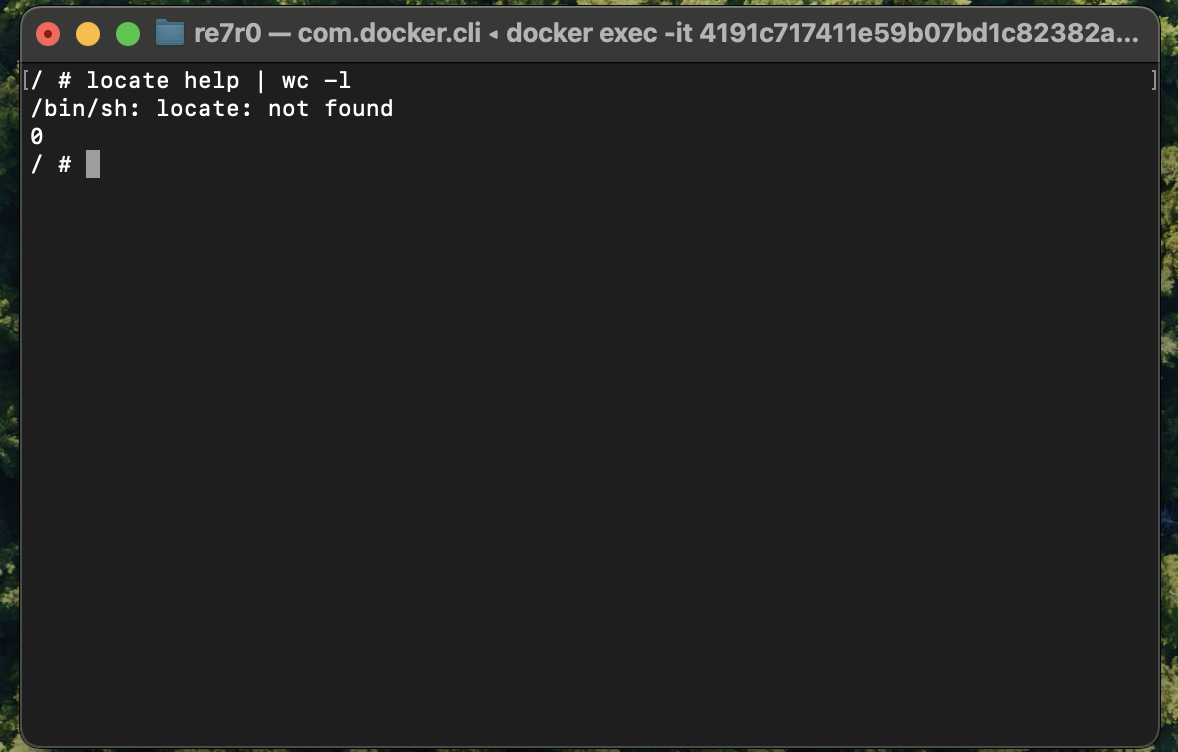 re7r0 — com.docker.cli ◂ docker exec -it 4191c717411e59b07bd1c82382a...
[/ # locate help | wc -l ]
/bin/sh: locate: not found
0
/ #